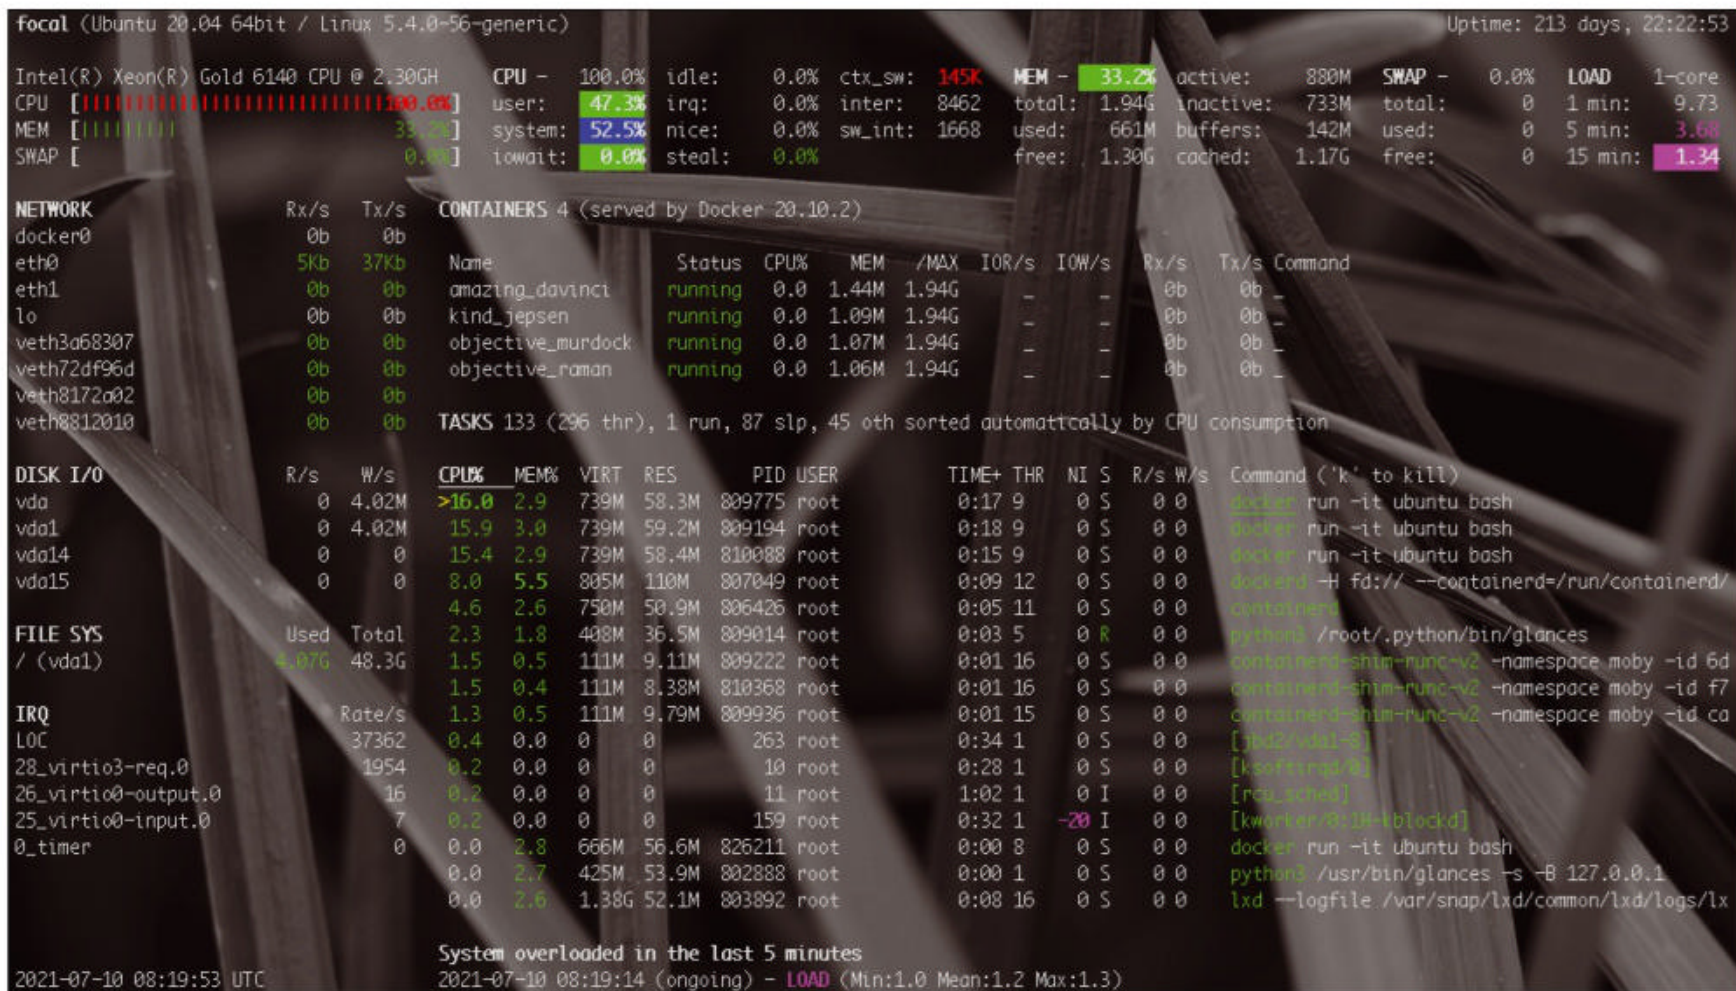 focal (Ubuntu 20.04 64bit / Linux 5.4.0-56-generic) Uptime: 213 days, 22:22:53
Intel(R) Xeon(R) Gold 6140 CPU @ 2.30GH CPU - 100.0% idle: 0.0% ctx_sw: 145K MEM - 33.2% active: 880M SWAP - 0.0% LOAD 1-core
CPU [||||||||||||||||||||||||||||100.0%] user: 47.3% irq: 0.0% inter: 8462 total: 1.94G inactive: 733M total: 0 1 min: 9.73
MEM [||||||||| 33.2%] system: 52.5% nice: 0.0% sw_int: 1668 used: 661M buffers: 142M used: 0 5 min: 3.68
SWAP [ 0.0%] iowait: 0.0% steal: 0.0% free: 1.30G cached: 1.17G free: 0 15 min: 1.34
NETWORK Rx/s Tx/s CONTAINERS 4 (served by Docker 20.10.2)
docker0 0b 0b
eth0 5Kb 37Kb Name Status CPU% MEM /MAX IOR/s IOW/s Rx/s Tx/s Command
eth1 0b 0b amazing_davinci running 0.0 1.44M 1.94G _ _ 0b 0b _
lo 0b 0b kind_jepsen running 0.0 1.09M 1.94G _ _ 0b 0b _
veth3a68307 0b 0b objective_murdock running 0.0 1.07M 1.94G _ _ 0b 0b _
veth72df96d 0b 0b objective_raman running 0.0 1.06M 1.94G _ _ 0b 0b _
veth8172a02 0b 0b
veth8812010 0b 0b TASKS 133 (296 thr), 1 run, 87 slp, 45 oth sorted automatically by CPU consumption
DISK I/O R/s W/s CPU% MEM% VIRT RES PID USER TIME+ THR NI S R/s W/s Command ('k' to kill)
vda 0 4.02M >16.0 2.9 739M 58.3M 809775 root 0:17 9 0 S 0 0 docker run -it ubuntu bash
vda1 0 4.02M 15.9 3.0 739M 59.2M 809194 root 0:18 9 0 S 0 0 docker run -it ubuntu bash
vda14 0 0 15.4 2.9 739M 58.4M 810088 root 0:15 9 0 S 0 0 docker run -it ubuntu bash
vda15 0 0 8.0 5.5 805M 110M 807049 root 0:09 12 0 S 0 0 dockerd -H fd:// --containerd=/run/containerd/
4.6 2.6 750M 50.9M 806426 root 0:05 11 0 S 0 0 containerd
FILE SYS Used Total 2.3 1.8 408M 36.5M 809014 root 0:03 5 0 R 0 0 python3 /root/.python/bin/glances
/ (vda1) 4.07G 48.3G 1.5 0.5 111M 9.11M 809222 root 0:01 16 0 S 0 0 containerd-shim-runc-v2 -namespace moby -id 6d
1.5 0.4 111M 8.38M 810368 root 0:01 16 0 S 0 0 containerd-shim-runc-v2 -namespace moby -id f7
IRQ Rate/s 1.3 0.5 111M 9.79M 809936 root 0:01 15 0 S 0 0 containerd-shim-runc-v2 -namespace moby -id ca
LOC 37362 0.4 0.0 0 0 263 root 0:34 1 0 S 0 0 [jbd2/vda1-8]
28_virtio3-req.0 1954 0.2 0.0 0 0 10 root 0:28 1 0 S 0 0 [ksoftirqd/0]
26_virtio0-output.0 16 0.2 0.0 0 0 11 root 1:02 1 0 I 0 0 [rcu_sched]
25_virtio0-input.0 7 0.2 0.0 0 0 159 root 0:32 1 -20 I 0 0 [kworker/0:1H-kblockd]
0_timer 0 0.0 2.8 666M 56.6M 826211 root 0:00 8 0 S 0 0 docker run -it ubuntu bash
0.0 2.7 425M 53.9M 802888 root 0:00 1 0 S 0 0 python3 /usr/bin/glances -s -B 127.0.0.1
0.0 2.6 1.38G 52.1M 803892 root 0:08 16 0 S 0 0 lxd --logfile /var/snap/lxd/common/lxd/logs/lx
System overloaded in the last 5 minutes
2021-07-10 08:19:53 UTC 2021-07-10 08:19:14 (ongoing) - LOAD (Min:1.0 Mean:1.2 Max:1.3)